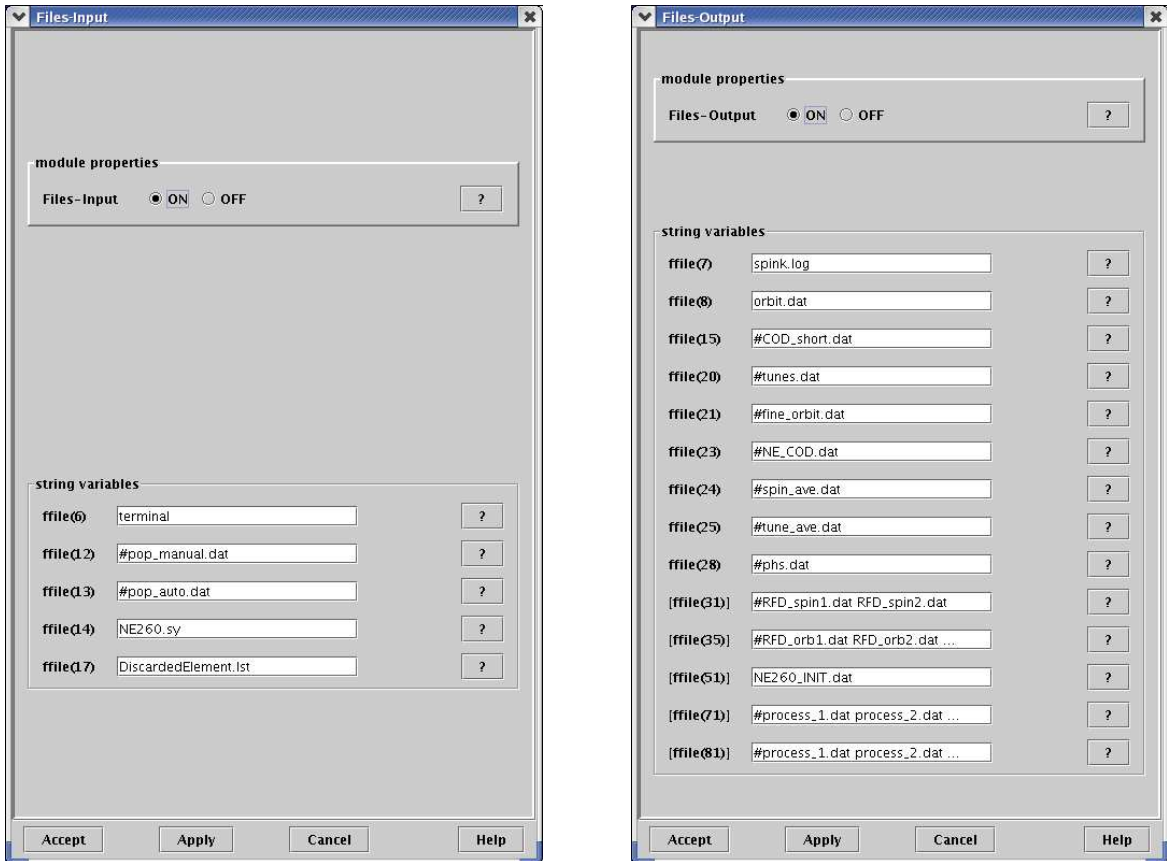 Files-Input
module properties
Files-Input ON OFF ?
string variables
ffile(6) terminal ?
ffile(12) #pop_manual.dat ?
ffile(13) #pop_auto.dat ?
ffile(14) NE260.sy ?
ffile(17) DiscardedElement.lst ?
Accept Apply Cancel Help
Files-Output
module properties
Files-Output ON OFF ?
string variables
ffile(7) spink.log ?
ffile(8) orbit.dat ?
ffile(15) #COD_short.dat ?
ffile(20) #tunes.dat ?
ffile(21) #fine_orbit.dat ?
ffile(23) #NE_COD.dat ?
ffile(24) #spin_ave.dat ?
ffile(25) #tune_ave.dat ?
ffile(28) #phs.dat ?
[ffile(31)] #RFD_spin1.dat RFD_spin2.dat ?
[ffile(35)] #RFD_orb1.dat RFD_orb2.dat ... ?
[ffile(51)] NE260_INIT.dat ?
[ffile(71)] #process_1.dat process_2.dat ... ?
[ffile(81)] #process_1.dat process_2.dat ... ?
Accept Apply Cancel Help